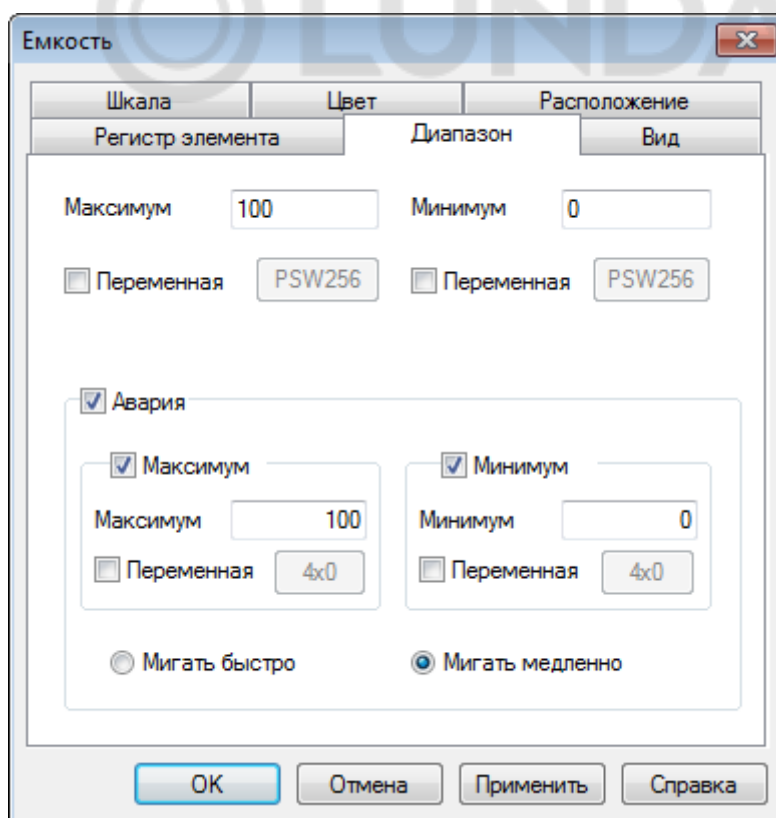 LUNDA
Емкость
Шкала Цвет Расположение
Регистр элемента Диапазон Вид
Максимум 100 Минимум 0
Переменная PSW256 Переменная PSW256
Авария
Максимум Минимум
Максимум 100 Минимум 0
Переменная 4x0 Переменная 4x0
Мигать быстро Мигать медленно
OK Отмена Применить Справка